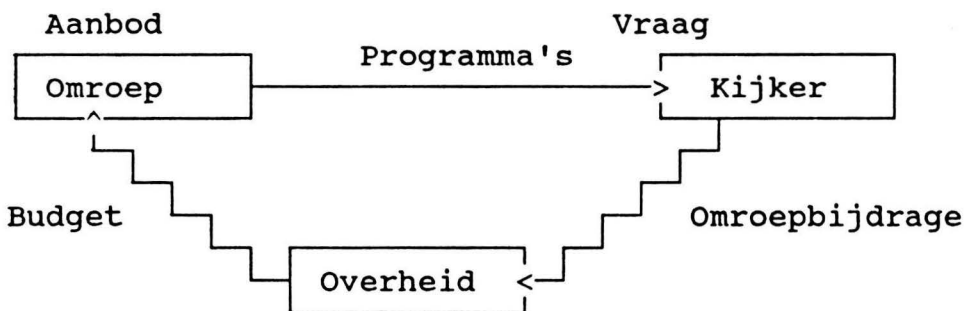 Aanbod Vraag
Programma's
Omroep > Kijker
^
Budget Omroepbijdrage
Overheid <